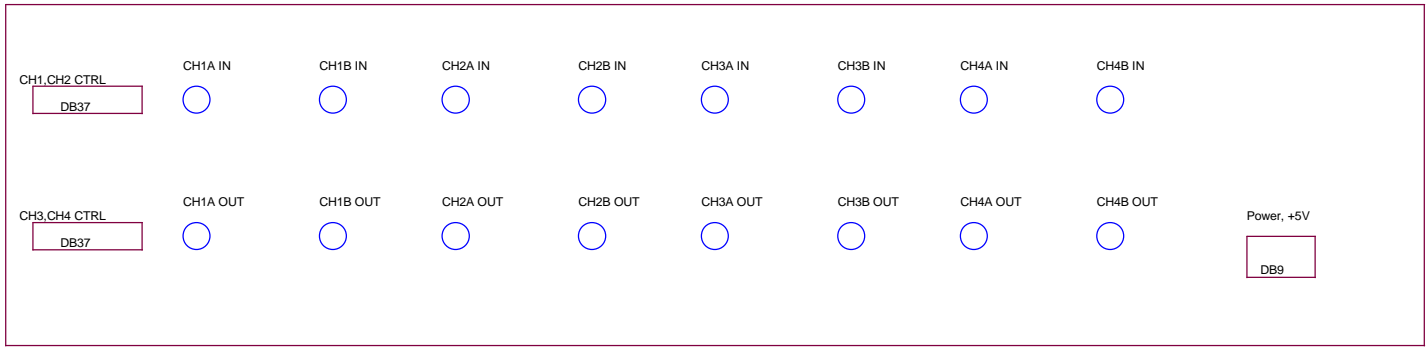 CH1A IN
CH1B IN
CH2A IN
CH2B IN
CH3A IN
CH3B IN
CH4A IN
CH4B IN
CH1,CH2 CTRL
DB37
CH1A OUT
CH1B OUT
CH2A OUT
CH2B OUT
CH3A OUT
CH3B OUT
CH4A OUT
CH4B OUT
CH3,CH4 CTRL
Power, +5V
DB37
DB9